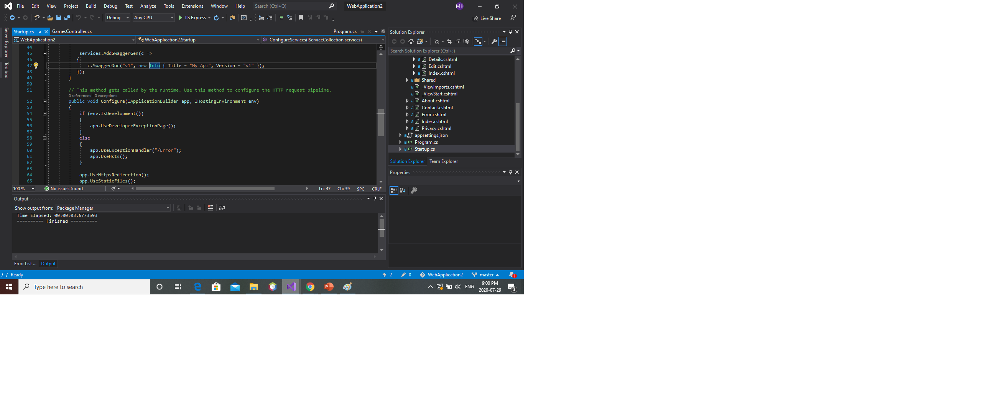 File Edit View Project Build Debug Test Analyze Tools Extensions Window Help Search (Ctrl+Q) WebApplication2 MK
Debug Any CPU IIS Express Live Share
Server Explorer
Toolbox
Startup.cs GamesController.cs Program.cs
WebApplication2 WebApplication2.Startup ConfigureServices(IServiceCollection services)
44
45 services.AddSwaggerGen(c =>
46 {
47 c.SwaggerDoc("v1", new Info { Title = "My Api", Version = "v1" });
48 });
49 }
50
51 // This method gets called by the runtime. Use this method to configure the HTTP request pipeline.
0 references | 0 exceptions
52 public void Configure(IApplicationBuilder app, IHostingEnvironment env)
53 {
54 if (env.IsDevelopment())
55 {
56 app.UseDeveloperExceptionPage();
57 }
58 else
59 {
60 app.UseExceptionHandler("/Error");
61 app.UseHsts();
62 }
63
64 app.UseHttpsRedirection();
65 app.UseStaticFiles();
100 % No issues found Ln: 47 Ch: 39 SPC CRLF
Output
Show output from: Package Manager
Time Elapsed: 00:00:03.6773593
========== Finished ==========
Error List ... Output
Solution Explorer
Search Solution Explorer (Ctrl+;)
Details.cshtml
Edit.cshtml
Index.cshtml
Shared
_ViewImports.cshtml
_ViewStart.cshtml
About.cshtml
Contact.cshtml
Error.cshtml
Index.cshtml
Privacy.cshtml
appsettings.json
C# Program.cs
C# Startup.cs
Solution Explorer Team Explorer
Properties
Ready 2 0 WebApplication2 master 1
Type here to search ENG 9:00 PM
2020-07-29 3